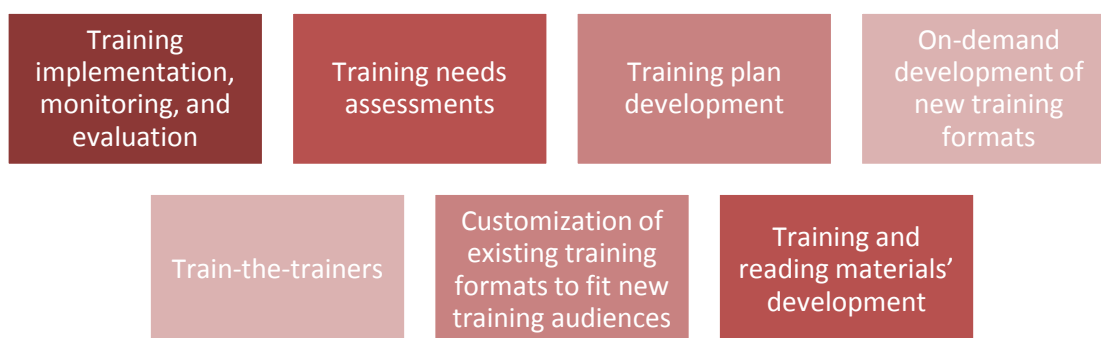 Training
implementation,
monitoring, and
evaluation
Training needs
assessments
Training plan
development
On-demand
development of
new training
formats
Train-the-trainers
Customization of
existing training
formats to fit new
training audiences
Training and
reading materials’
development